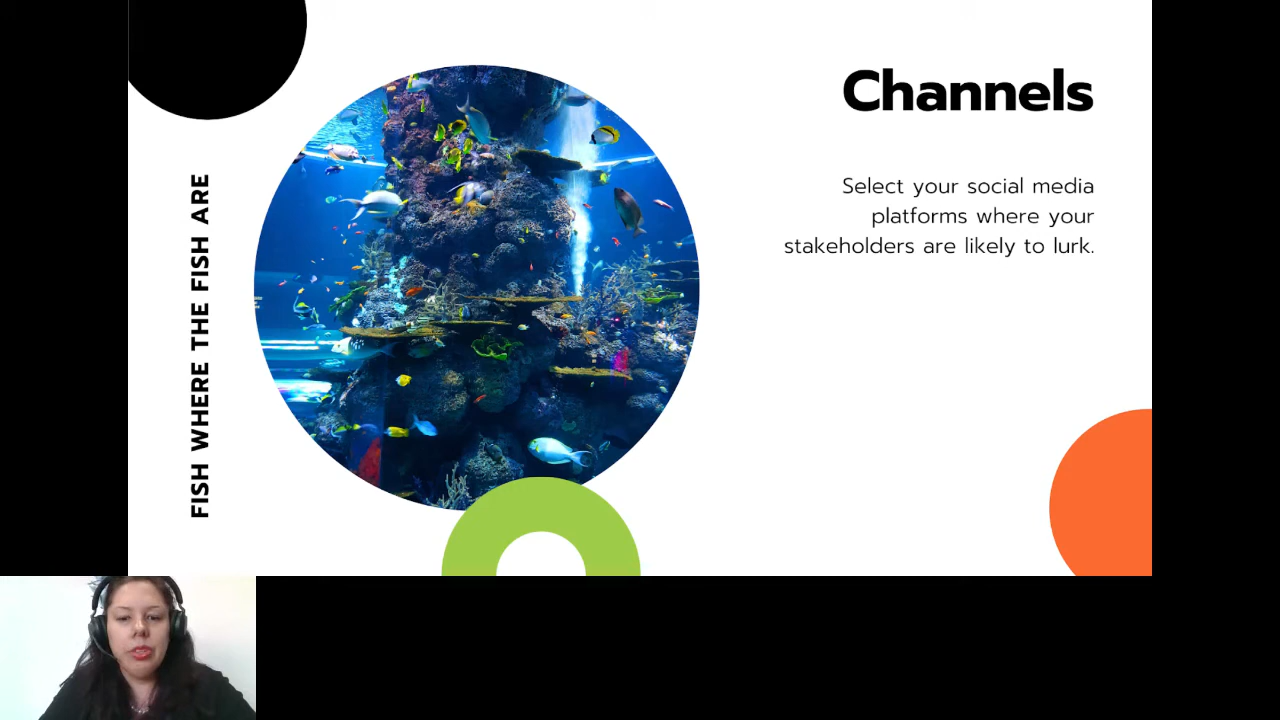 Channels
Select your social media
platforms where your
stakeholders are likely to lurk.
FISH WHERE THE FISH ARE